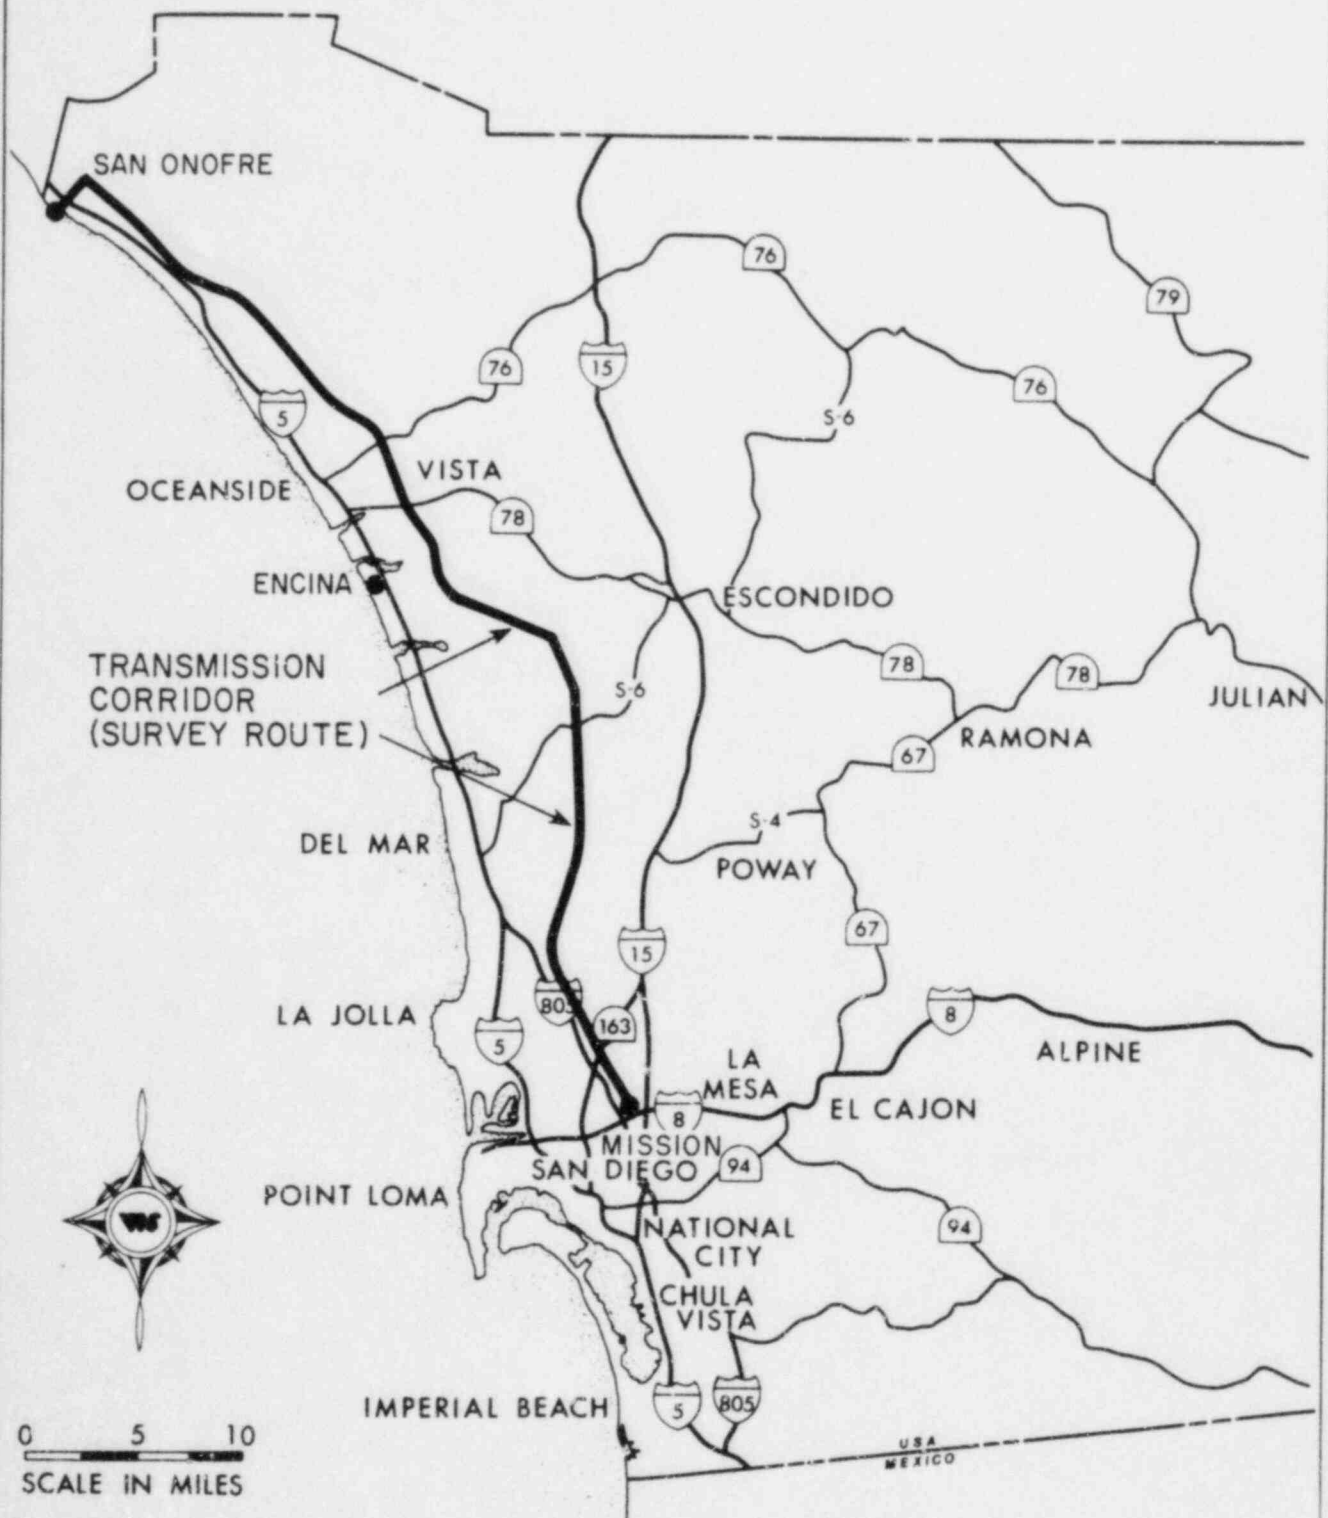 SAN ONOFRE
76
79
15
76
76
5
S-6
VISTA
OCEANSIDE
78
ENCINA
ESCONDIDO
TRANSMISSION
CORRIDOR
(SURVEY ROUTE)
S-6
78
78
JULIAN
RAMONA
67
S-4
DEL MAR
POWAY
67
15
805
LA JOLLA
163
5
8
ALPINE
LA
MESA
8
EL CAJON
MISSION
SAN DIEGO
94
POINT LOMA
NATIONAL
CITY
94
CHULA
VISTA
IMPERIAL BEACH
5
805
0 5 10
SCALE IN MILES
USA
MEXICO